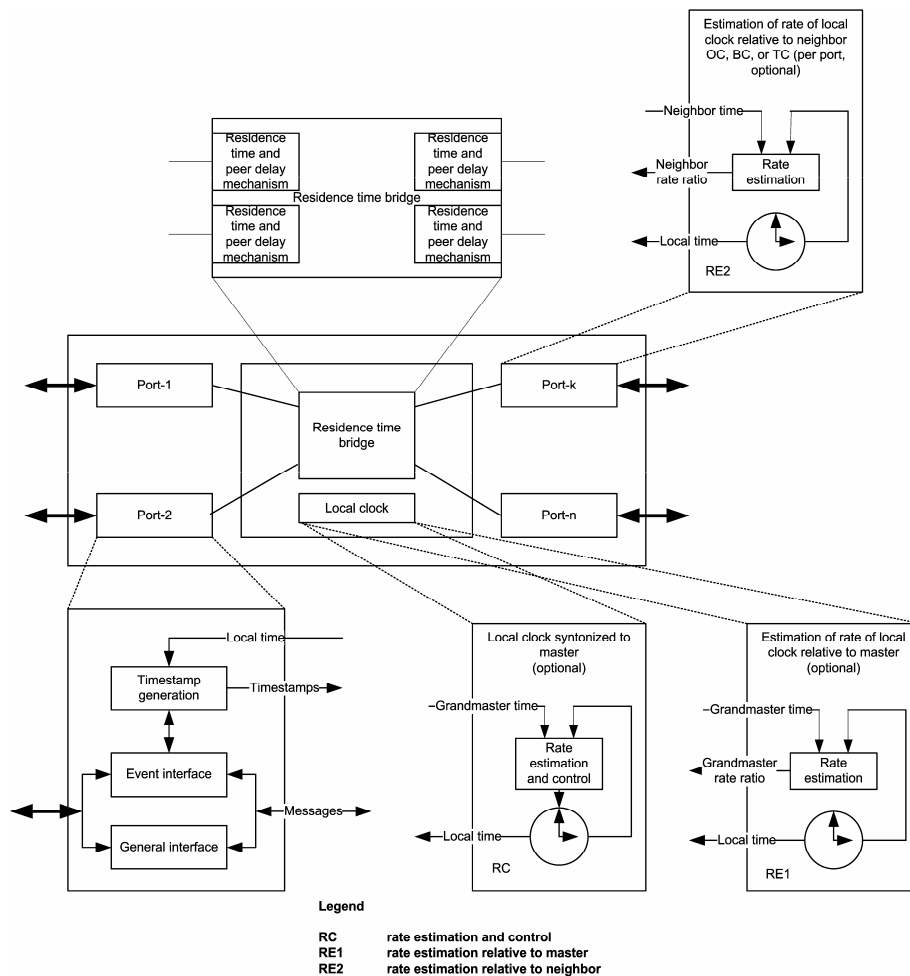 Estimation of rate of local
clock relative to neighbor
OC, BC, or TC (per port,
optional)
Neighbor time
Neighbor
rate ratio
Rate
estimation
Local time
RE2
Residence
time and
peer delay
mechanism
Residence
time and
peer delay
mechanism
Residence time bridge
Residence
time and
peer delay
mechanism
Residence
time and
peer delay
mechanism
Port-1
Port-k
Residence time
bridge
Port-2
Local clock
Port-n
Local time
Timestamp
generation
Timestamps
Event interface
Messages
General interface
Local clock syntonized to
master
(optional)
Grandmaster time
Rate
estimation
and control
Local time
RC
Estimation of rate of local
clock relative to master
(optional)
Grandmaster time
Grandmaster
rate ratio
Rate
estimation
Local time
RE1
Legend
RC rate estimation and control
RE1 rate estimation relative to master
RE2 rate estimation relative to neighbor